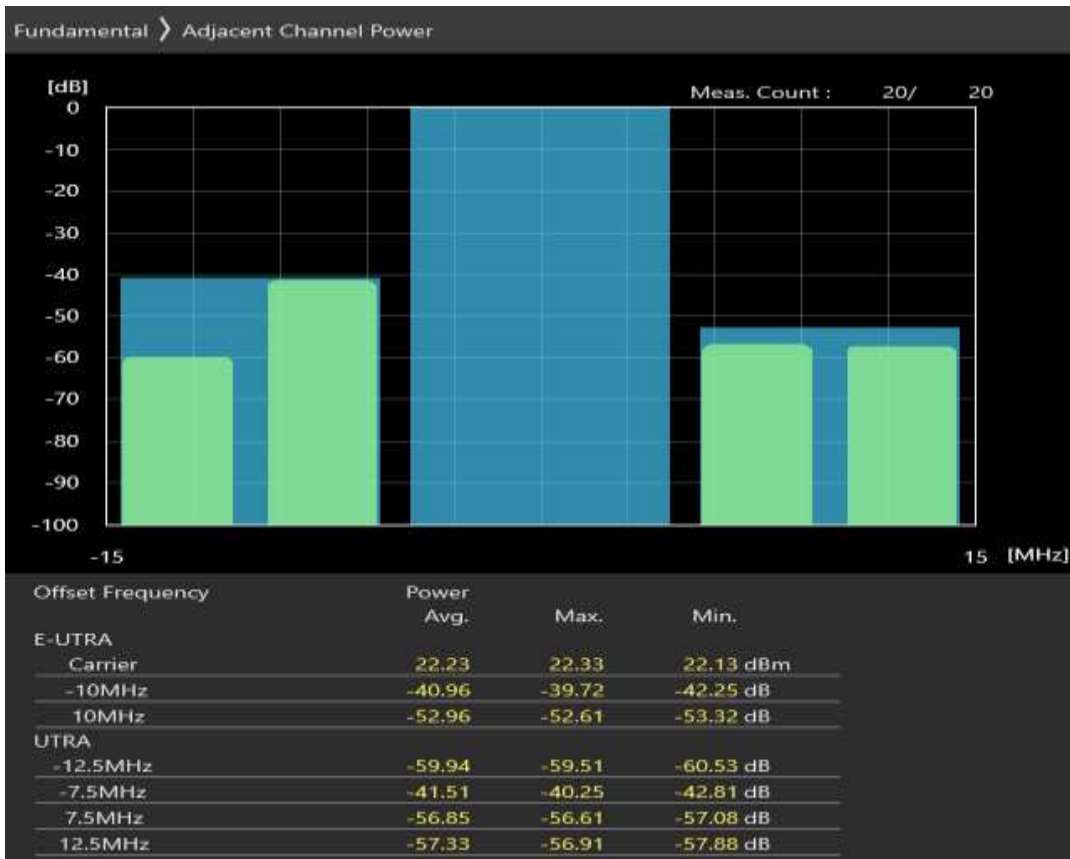 Fundamental 〉 Adjacent Channel Power
[dB]
Meas. Count : 20/ 20
0
-10
-20
-30
-40
-50
-60
-70
-80
-90
-100
-15 15 [MHz]
Offset Frequency Power
Avg. Max. Min.
E-UTRA
Carrier 22.23 22.33 22.13 dBm
-10MHz -40.96 -39.72 -42.25 dB
10MHz -52.96 -52.61 -53.32 dB
UTRA
-12.5MHz -59.94 -59.51 -60.53 dB
-7.5MHz -41.51 -40.25 -42.81 dB
7.5MHz -56.85 -56.61 -57.08 dB
12.5MHz -57.33 -56.91 -57.88 dB